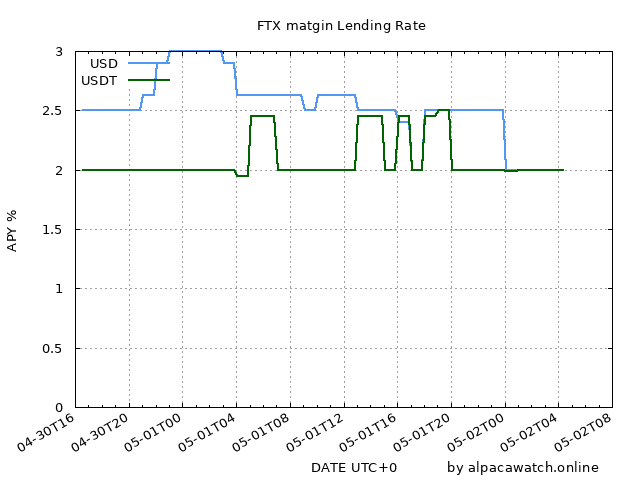 FTX matgin Lending Rate
3
2.5
2
1.5
1
0.5
0
APY %
USD
USDT
04-30T16
04-30T20
05-01T00
05-01T04
05-01T08
05-01T12
05-01T16
05-01T20
05-02T00
05-02T04
05-02T08
DATE UTC+0
by alpacawatch.online